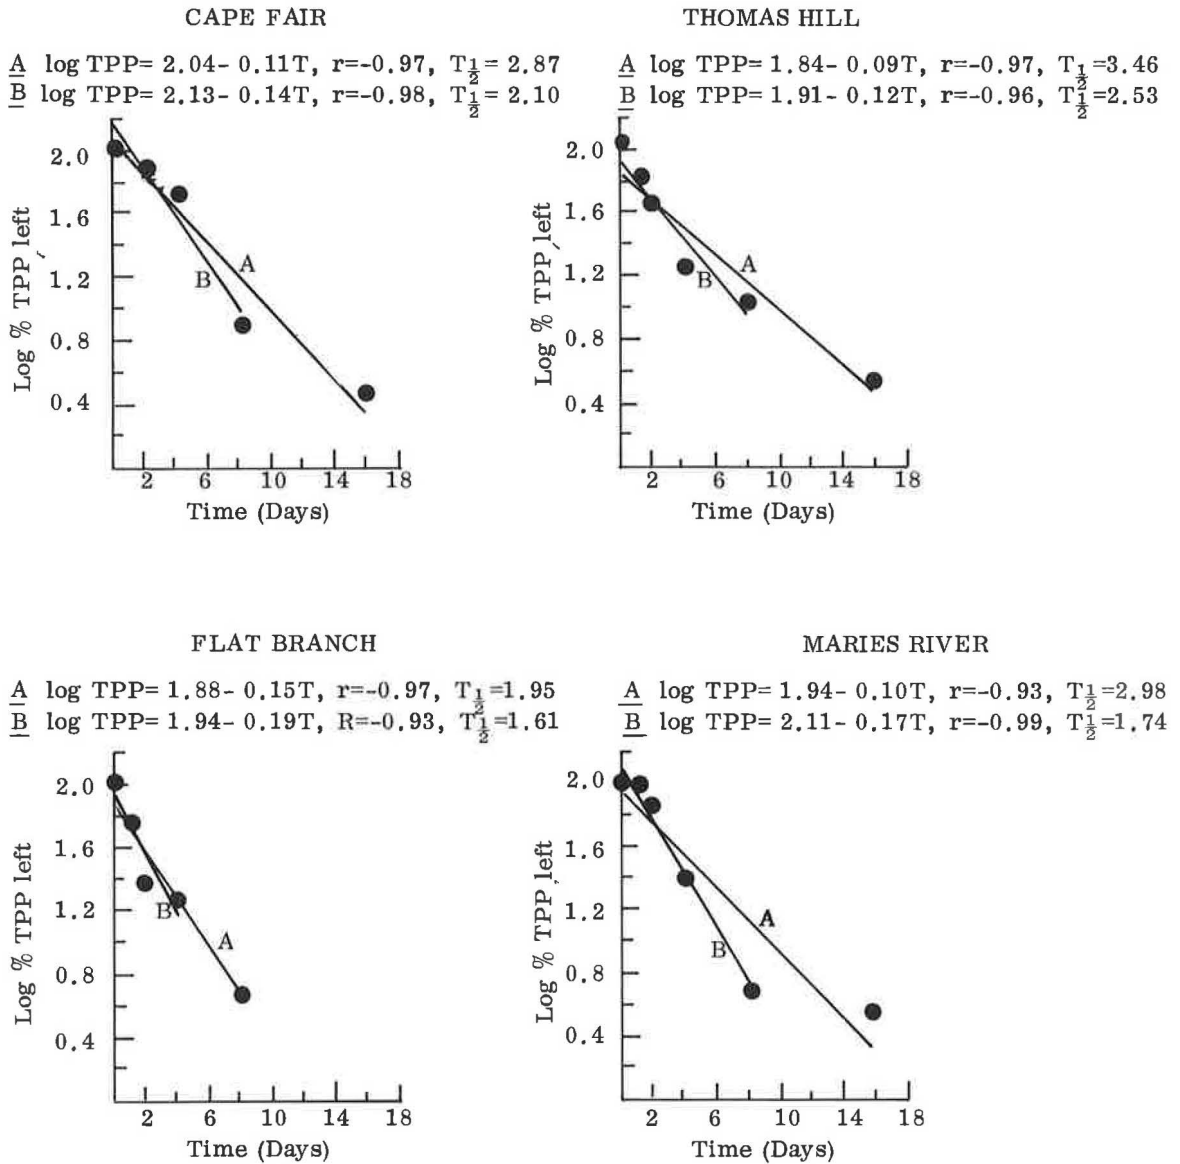 CAPE FAIR
A log TPP= 2.04- 0.11T, r=-0.97, T½= 2.87
B log TPP= 2.13- 0.14T, r=-0.98, T½= 2.10
Log % TPP left
2.0
1.6
1.2
0.8
0.4
A
B
2 6 10 14 18
Time (Days)
THOMAS HILL
A log TPP= 1.84- 0.09T, r=-0.97, T½=3.46
B log TPP= 1.91- 0.12T, r=-0.96, T½=2.53
Log % TPP left
2.0
1.6
1.2
0.8
0.4
A
B
2 6 10 14 18
Time (Days)
FLAT BRANCH
A log TPP= 1.88- 0.15T, r=-0.97, T½=1.95
B log TPP= 1.94- 0.19T, R=-0.93, T½=1.61
Log % TPP left
2.0
1.6
1.2
0.8
0.4
B
A
2 6 10 14 18
Time (Days)
MARIES RIVER
A log TPP= 1.94- 0.10T, r=-0.93, T½=2.98
B log TPP= 2.11- 0.17T, r=-0.99, T½=1.74
Log % TPP left
2.0
1.6
1.2
0.8
0.4
A
B
2 6 10 14 18
Time (Days)